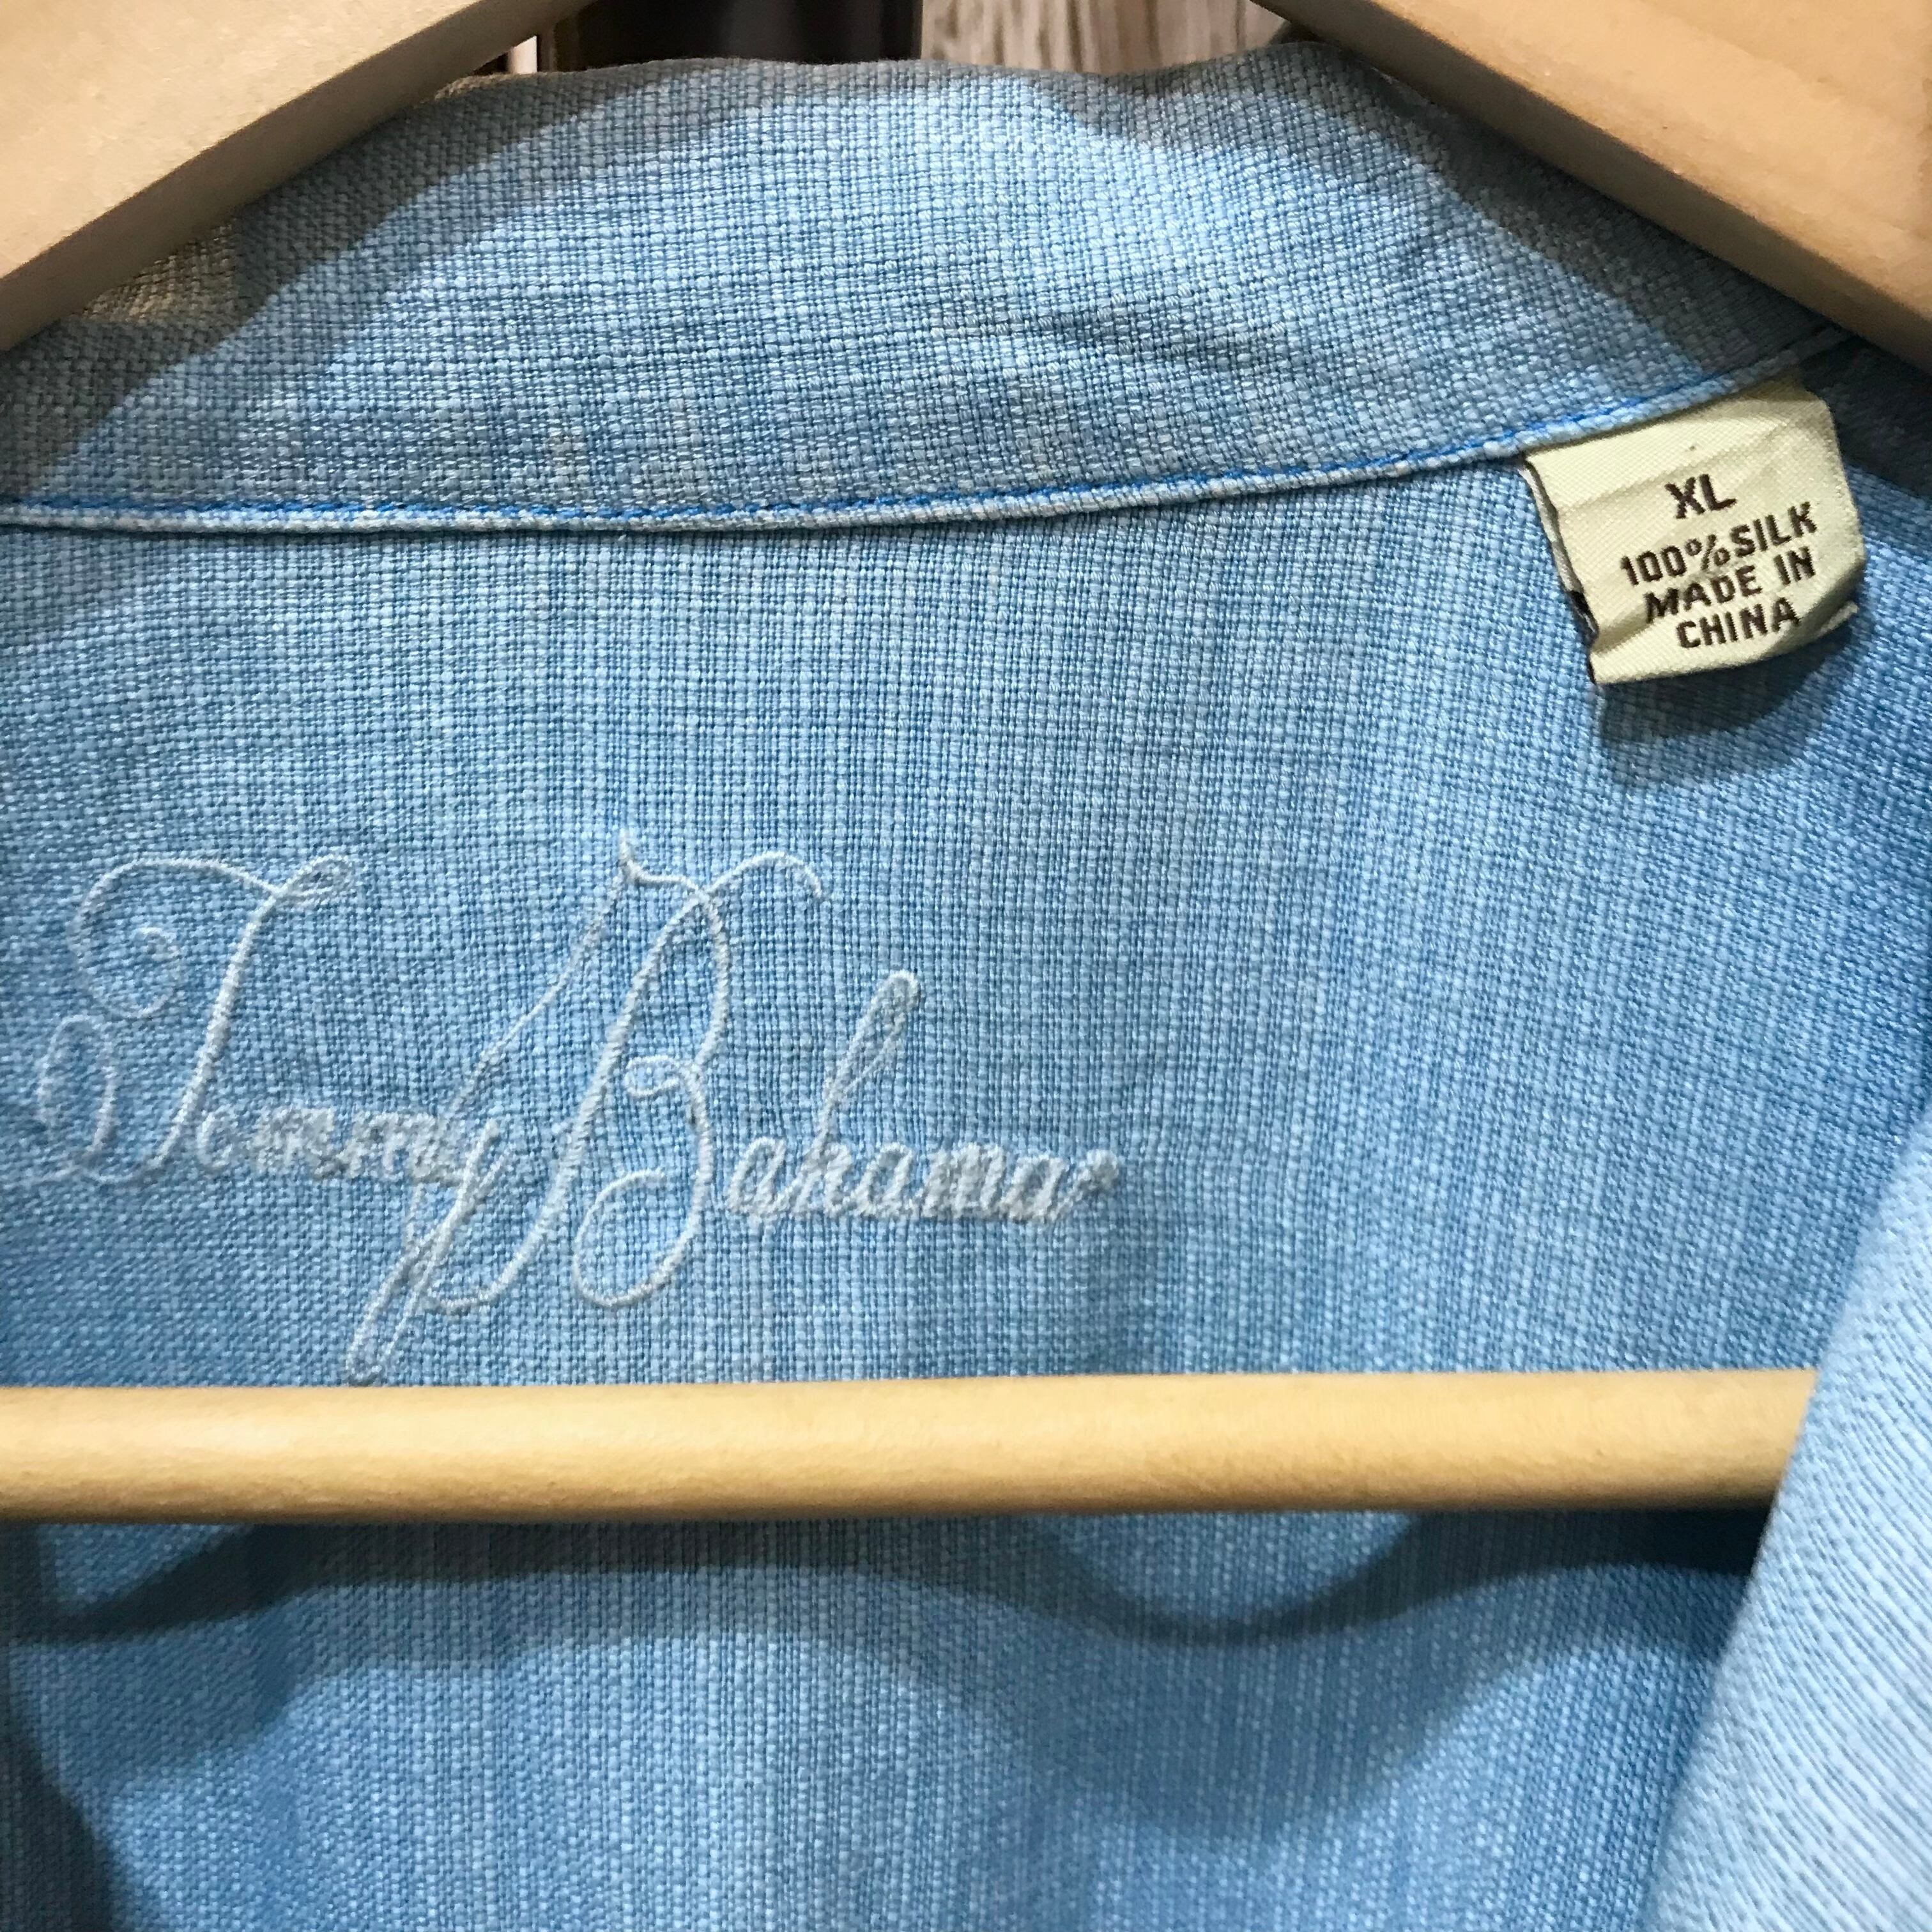 XL
100% SILK
MADE IN
CHINA
Tommy Bahama